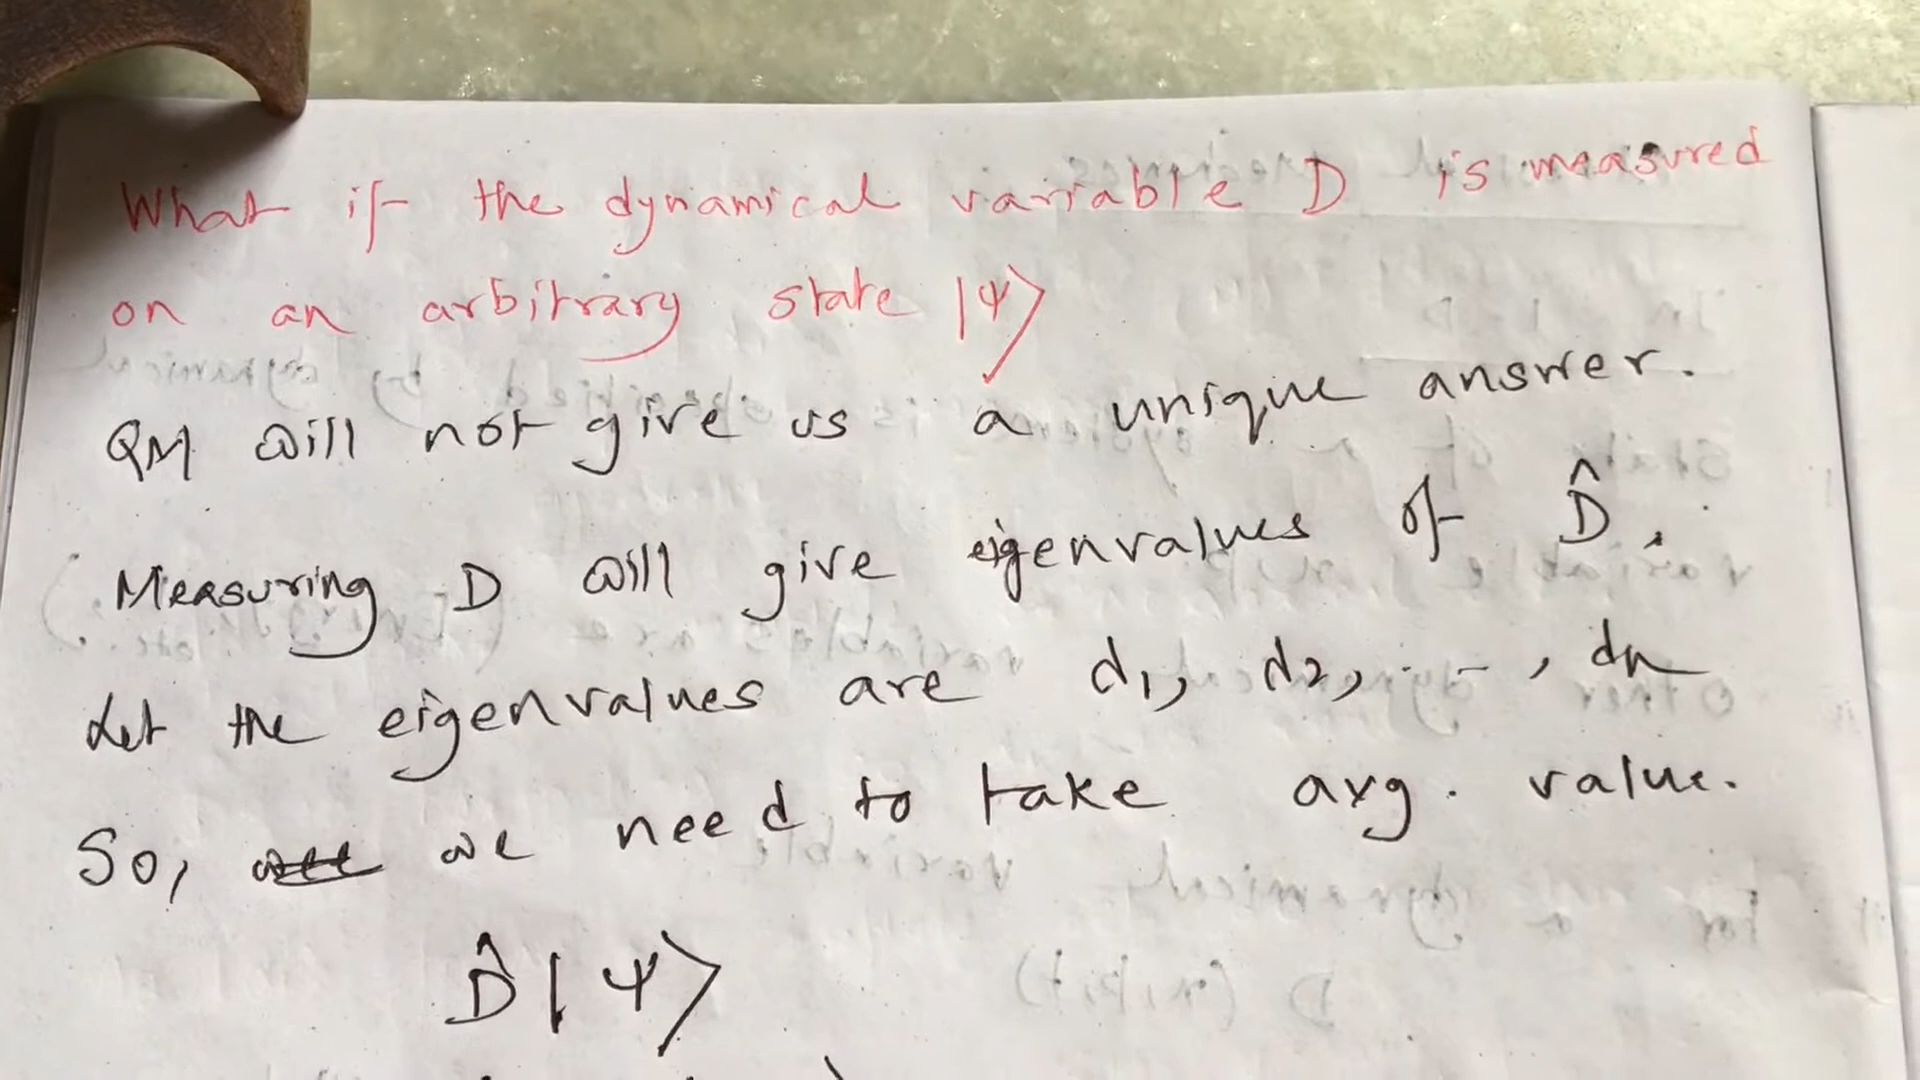 What if the dynamical variable D is measured
on an arbitrary state |Ψ⟩
QM will not give us a unique answer.
Measuring D will give eigenvalues of D̂.
Let the eigenvalues are d1, d2, - - , dn
So, we need to take avg. value.
D̂|Ψ⟩